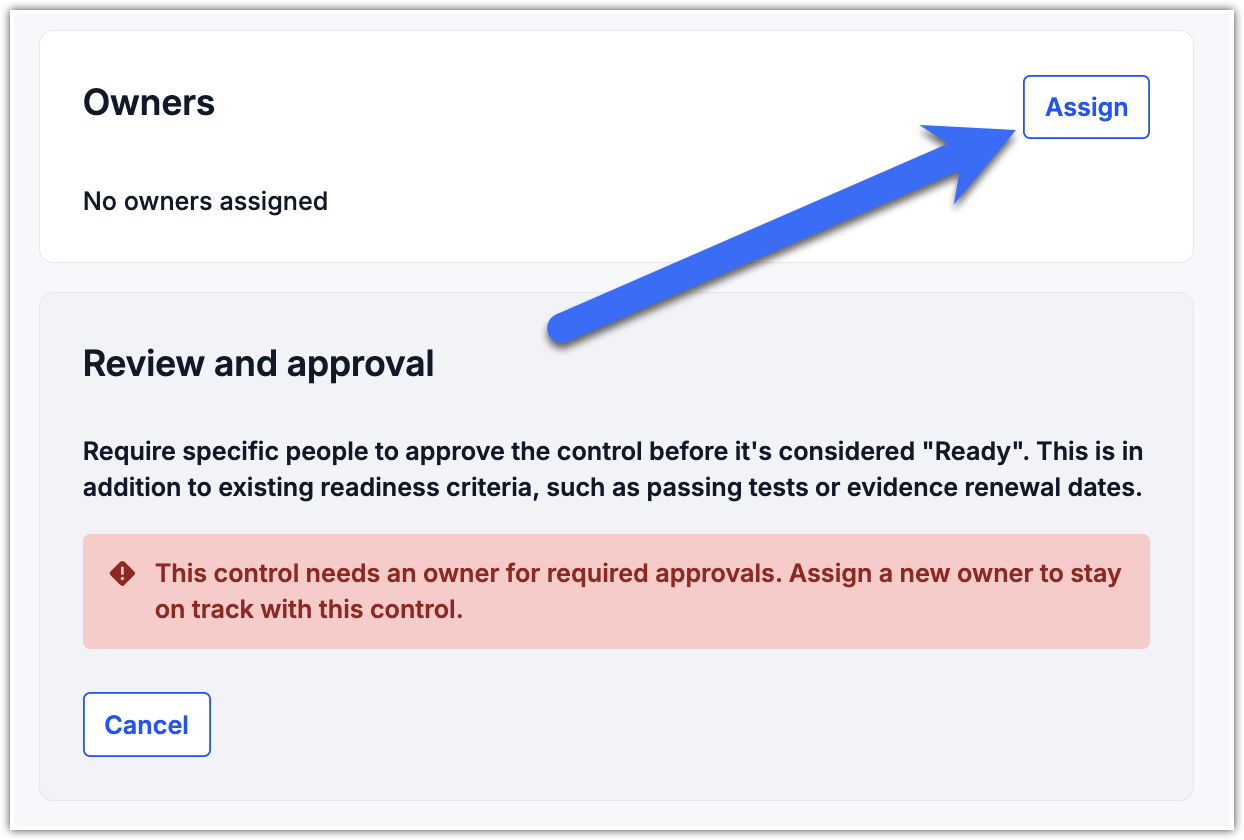 Owners
Assign
No owners assigned
Review and approval
Require specific people to approve the control before it's considered "Ready". This is in
addition to existing readiness criteria, such as passing tests or evidence renewal dates.
This control needs an owner for required approvals. Assign a new owner to stay
on track with this control.
Cancel